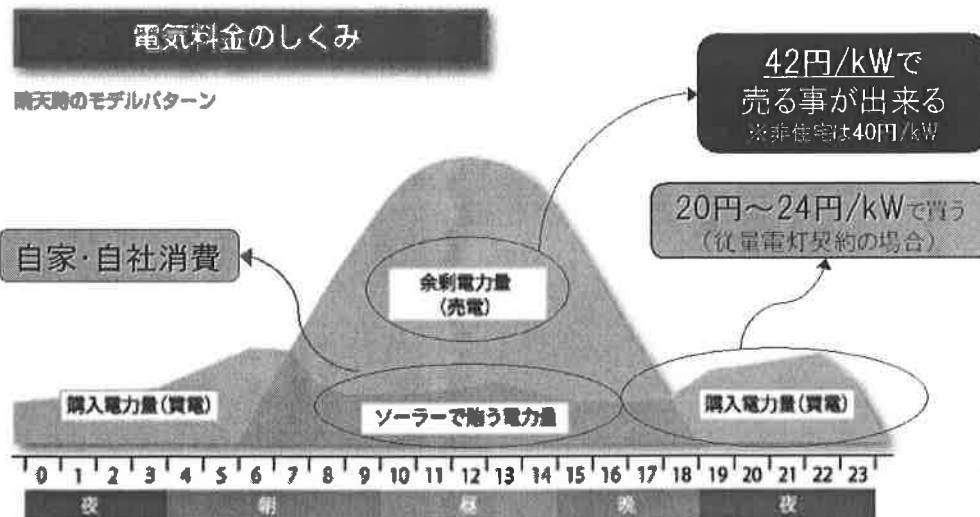 電気料金のしくみ
晴天時のモデルパターン
42円/kWで
売る事が出来る
※非住宅は40円/kW
20円～24円/kWで買う
(従量電灯契約の場合)
自家・自社消費
余剰電力量
(売電)
購入電力量(買電)
ソーラーで賄う電力量
購入電力量(買電)
0 1 2 3 4 5 6 7 8 9 10 11 12 13 14 15 16 17 18 19 20 21 22 23
夜 朝 昼 晩 夜